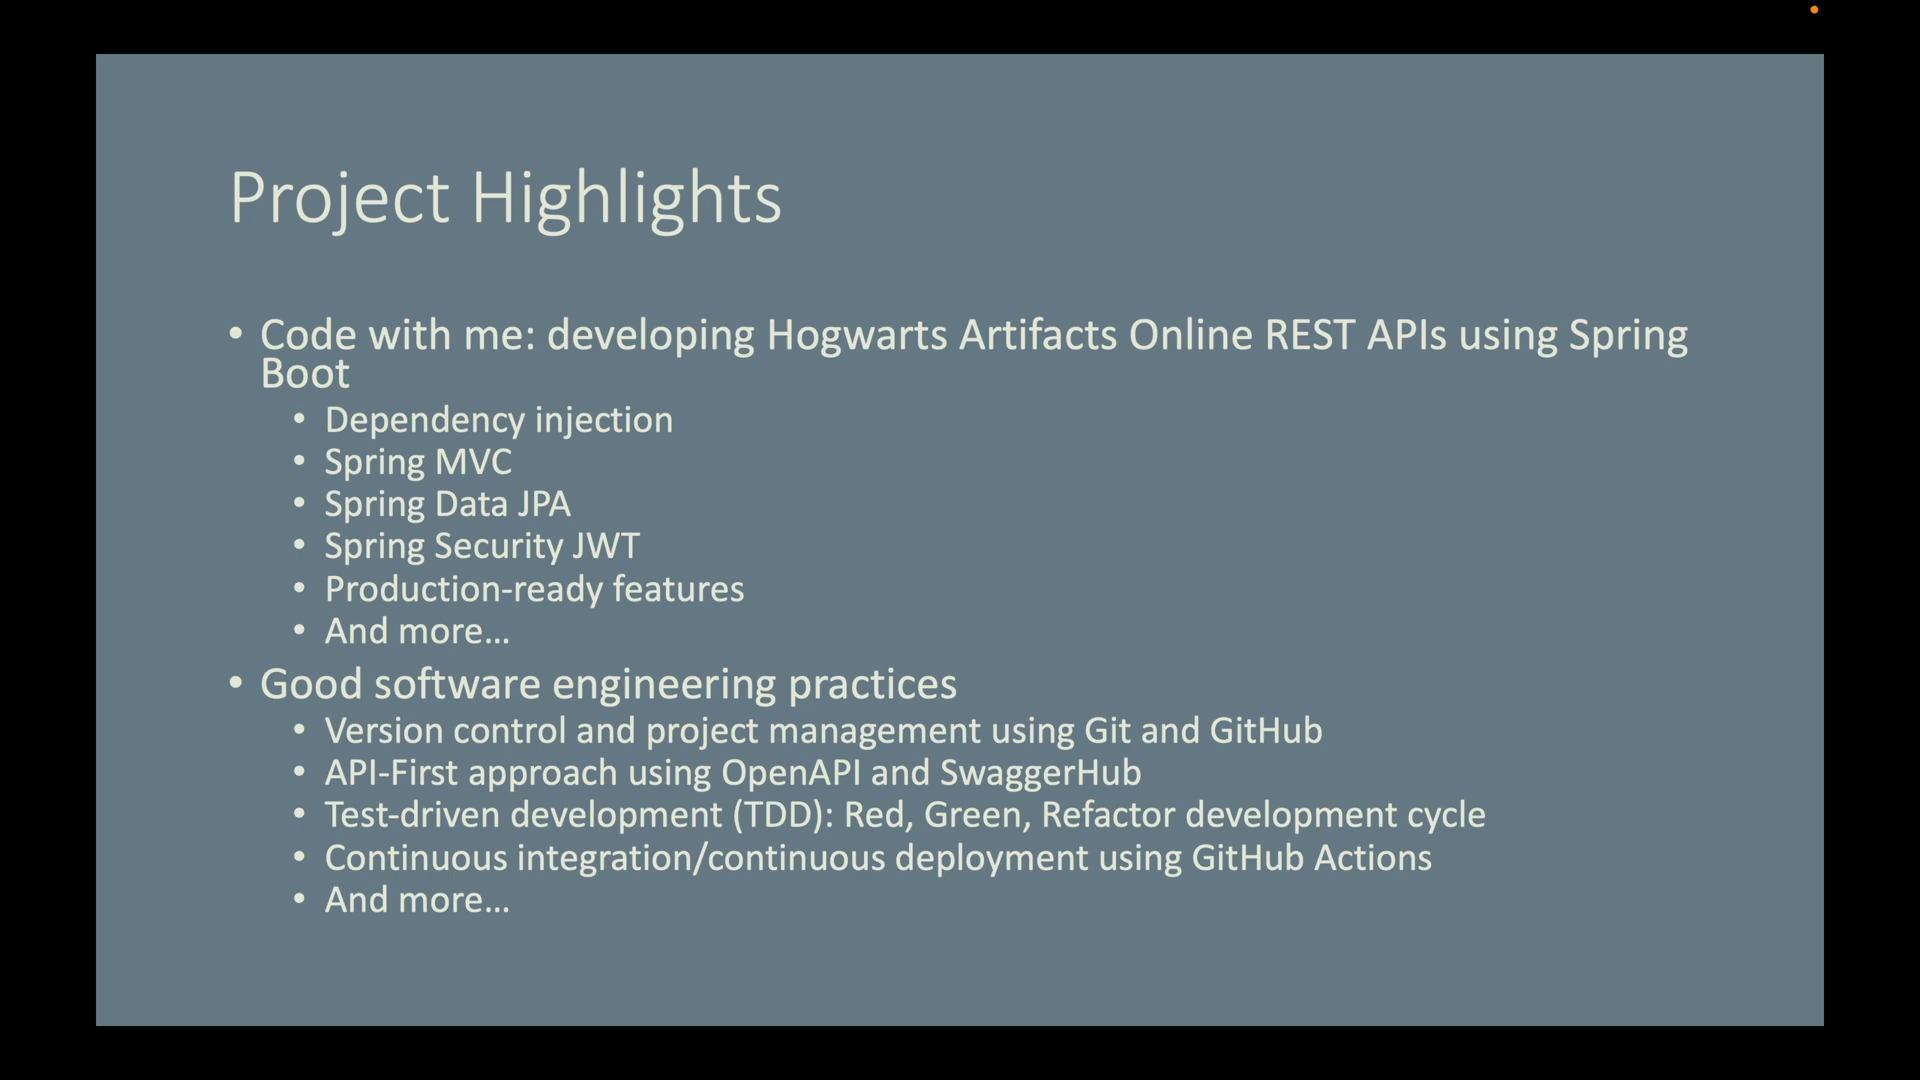 Project Highlights
• Code with me: developing Hogwarts Artifacts Online REST APIs using Spring
Boot
• Dependency injection
• Spring MVC
• Spring Data JPA
• Spring Security JWT
• Production-ready features
• And more...
• Good software engineering practices
• Version control and project management using Git and GitHub
• API-First approach using OpenAPI and SwaggerHub
• Test-driven development (TDD): Red, Green, Refactor development cycle
• Continuous integration/continuous deployment using GitHub Actions
• And more...